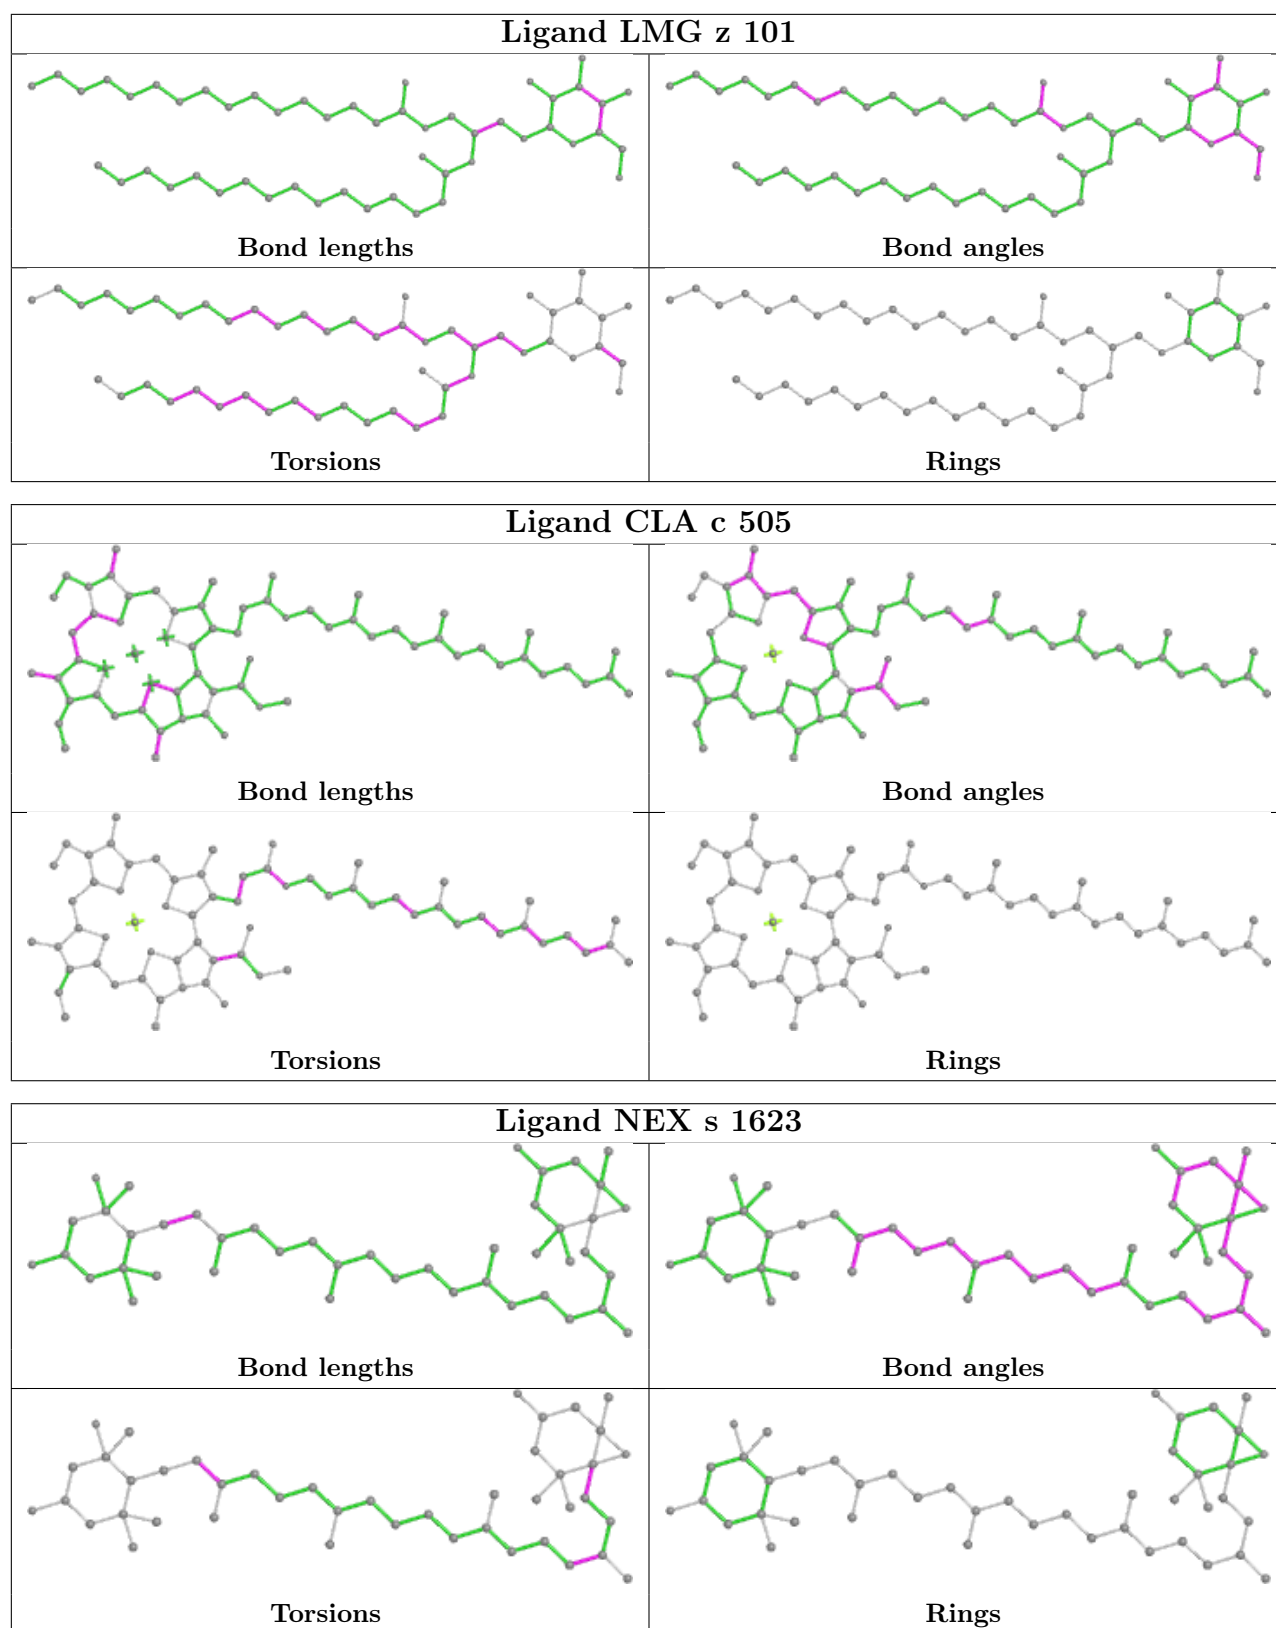 Ligand LMG z 101
Bond lengths
Bond angles
Torsions
Rings
Ligand CLA c 505
Bond lengths
Bond angles
Torsions
Rings
Ligand NEX s 1623
Bond lengths
Bond angles
Torsions
Rings